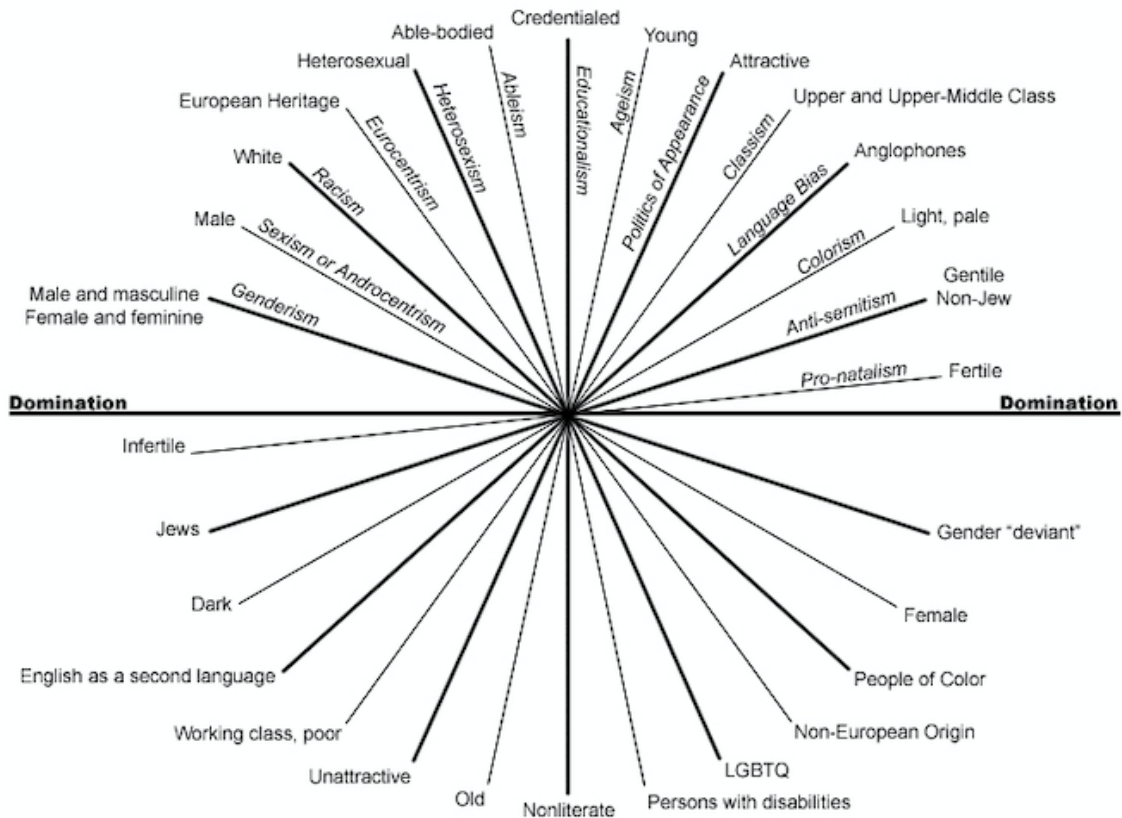 Credentialed
Able-bodied
Young
Heterosexual
Attractive
European Heritage
Upper and Upper-Middle Class
White
Anglophones
Male
Light, pale
Male and masculine
Female and feminine
Gentile
Non-Jew
Fertile
Genderism
Sexism or Androcentrism
Racism
Eurocentrism
Heterosexism
Ableism
Educationalism
Ageism
Politics of Appearance
Classism
Language Bias
Colorism
Anti-semitism
Pro-natalism
Domination
Domination
Infertile
Jews
Gender “deviant”
Dark
Female
English as a second language
People of Color
Working class, poor
Non-European Origin
Unattractive
LGBTQ
Old
Persons with disabilities
Nonliterate